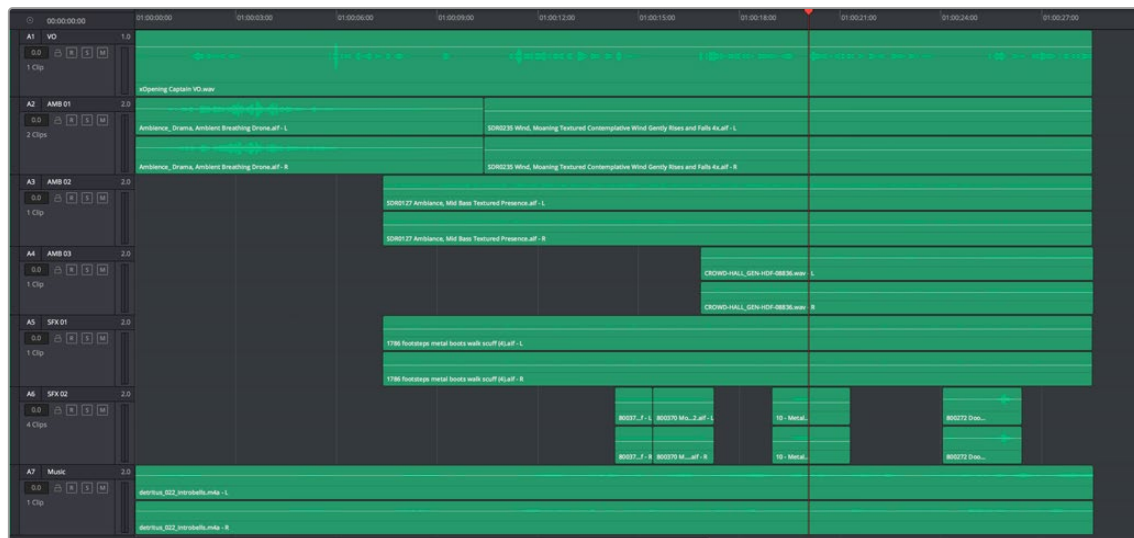 00:00:00:00
01:00:00:00 01:00:03:00 01:00:06:00 01:00:09:00 01:00:12:00 01:00:15:00 01:00:18:00 01:00:21:00 01:00:24:00 01:00:27:00
A1 VO 1.0
0.0 R S M
1 Clip
xOpening Captain VO.wav
A2 AMB 01 2.0
0.0 R S M
2 Clips
Ambience_ Drama, Ambient Breathing Drone.aif - L
SDR0235 Wind, Moaning Textured Contemplative Wind Gently Rises and Falls 4x.aif - L
Ambience_ Drama, Ambient Breathing Drone.aif - R
SDR0235 Wind, Moaning Textured Contemplative Wind Gently Rises and Falls 4x.aif - R
A3 AMB 02 2.0
0.0 R S M
1 Clip
SDR0127 Ambiance, Mid Bass Textured Presence.aif - L
SDR0127 Ambiance, Mid Bass Textured Presence.aif - R
A4 AMB 03 2.0
0.0 R S M
1 Clip
CROWD-HALL_GEN-HDF-08836.wav - L
CROWD-HALL_GEN-HDF-08836.wav - R
A5 SFX 01 2.0
0.0 R S M
1 Clip
1786 footsteps metal boots walk scuff (4).aif - L
1786 footsteps metal boots walk scuff (4).aif - R
A6 SFX 02 2.0
0.0 R S M
4 Clips
80037...f - L 800370 Mo...2.aif - L 10 - Metal... 800272 Doo...
80037...f - R 800370 M....aif - R 10 - Metal... 800272 Doo...
A7 Music 2.0
0.0 R S M
1 Clip
detritus_022_introbello.m4a - L
detritus_022_introbello.m4a - R